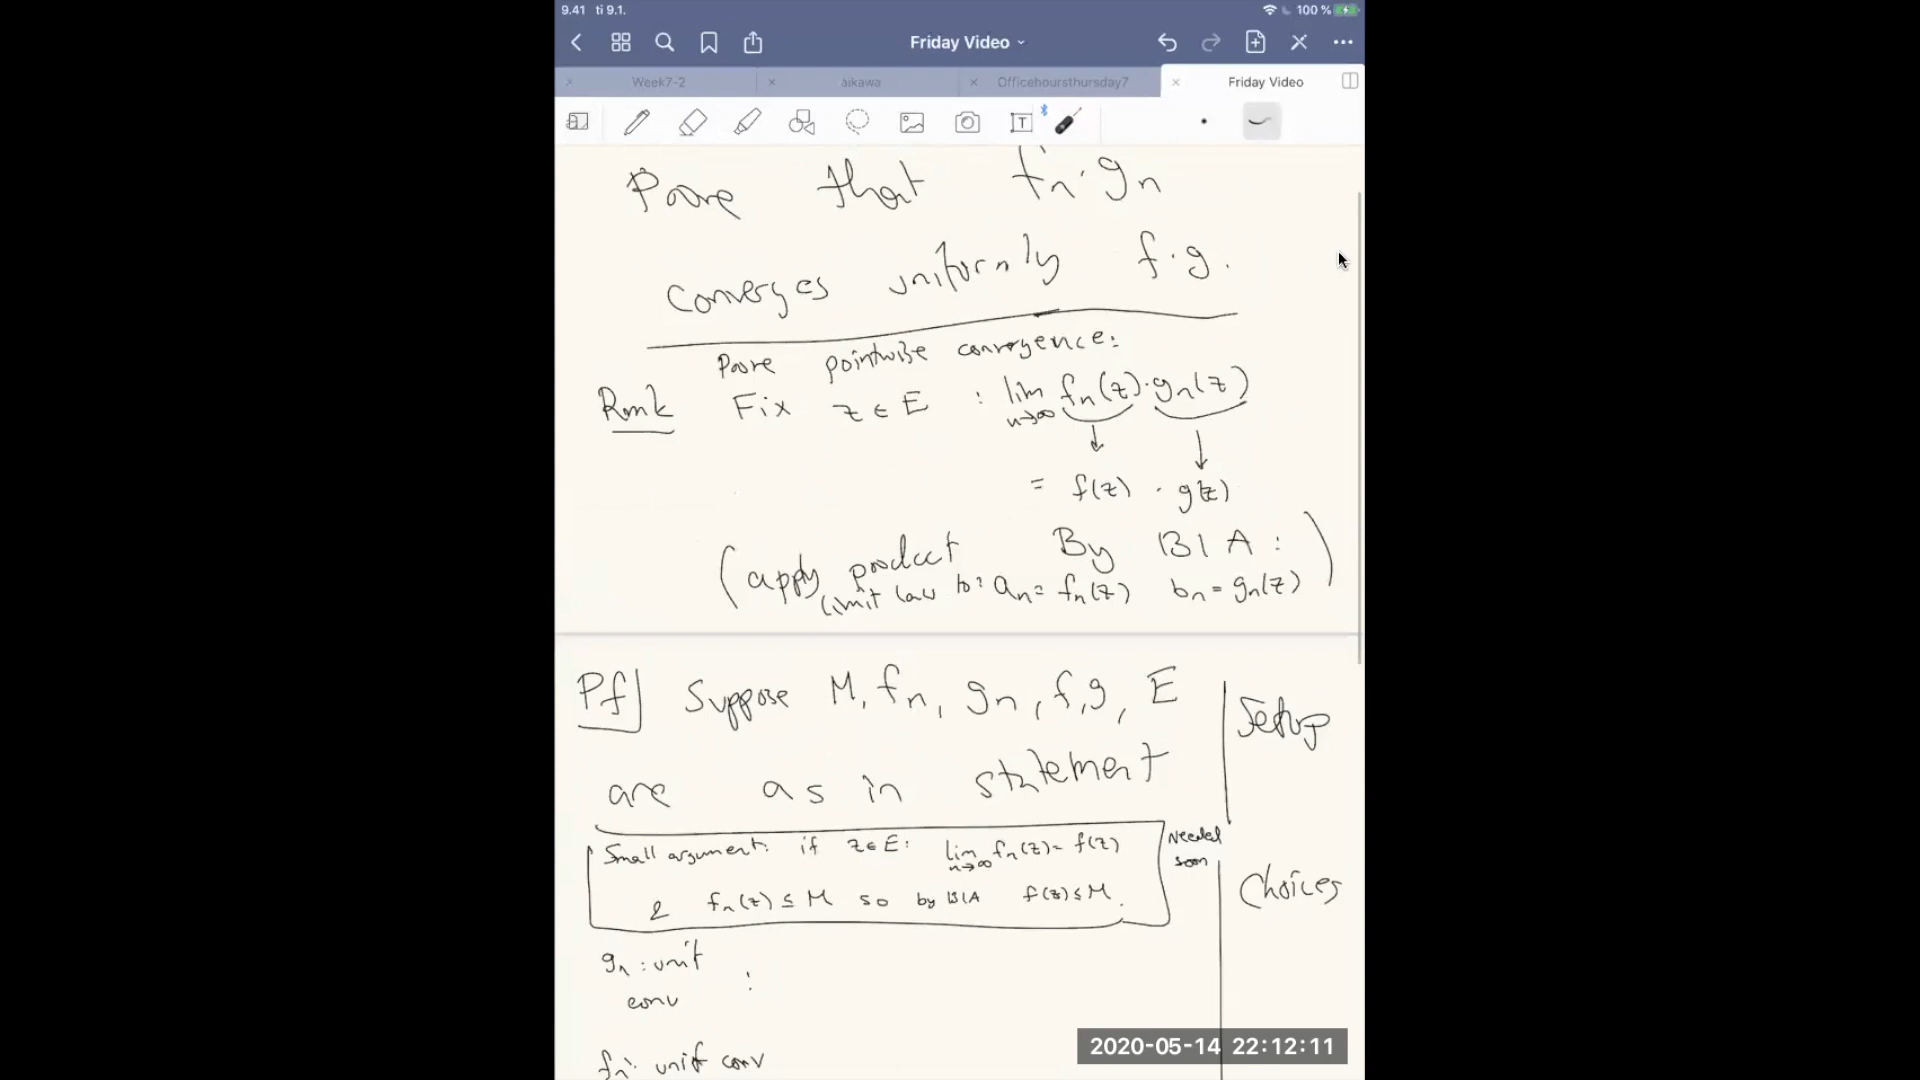 9.41 ti 9.1.
100 %
Friday Video
Week7-2
aikawa
Officehoursthursday7
Friday Video
Prove that fn·gn
converges uniformly f·g.
Prove pointwise convergence:
Rmk Fix z ∈ E : lim n→∞ fn(z)·gn(z)
= f(z) · g(z)
By B1A:
(apply product limit law to: an = fn(z) bn = gn(z))
Pf] Suppose M, fn, gn, f, g, E
are as in statement
Setup
Small argument: if z∈E: lim n→∞ fn(z) = f(z)
& fn(z) ≤ M so by B1A f(z) ≤ M.
Needed soon
Choices
gn: unif
conv :
fn: unif conv
2020-05-14 22:12:11